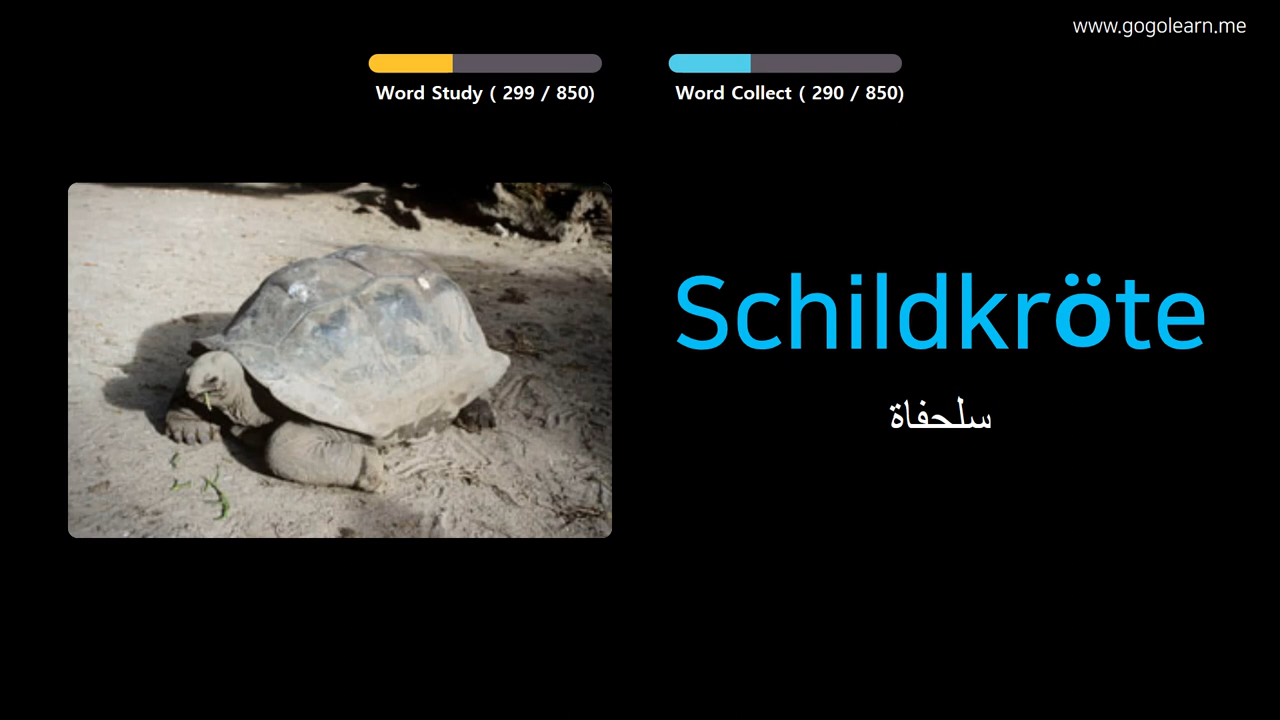 www.gogolearn.me
Word Study ( 299 / 850)
Word Collect ( 290 / 850)
Schildkröte
سلحفاة